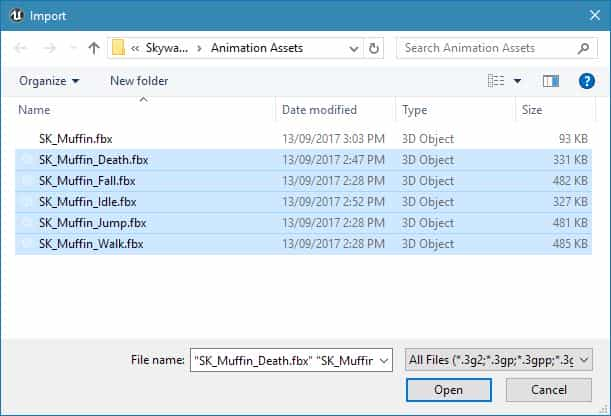 Import
« Skywa... › Animation Assets
Search Animation Assets
Organize New folder
Name Date modified Type Size
SK_Muffin.fbx 13/09/2017 3:03 PM 3D Object 93 KB
SK_Muffin_Death.fbx 13/09/2017 2:47 PM 3D Object 331 KB
SK_Muffin_Fall.fbx 13/09/2017 2:28 PM 3D Object 482 KB
SK_Muffin_Idle.fbx 13/09/2017 2:52 PM 3D Object 327 KB
SK_Muffin_Jump.fbx 13/09/2017 2:28 PM 3D Object 481 KB
SK_Muffin_Walk.fbx 13/09/2017 2:28 PM 3D Object 485 KB
File name: "SK_Muffin_Death.fbx" "SK_Muffin All Files (*.3g2;*.3gp;*.3gpp;*.3g
Open Cancel